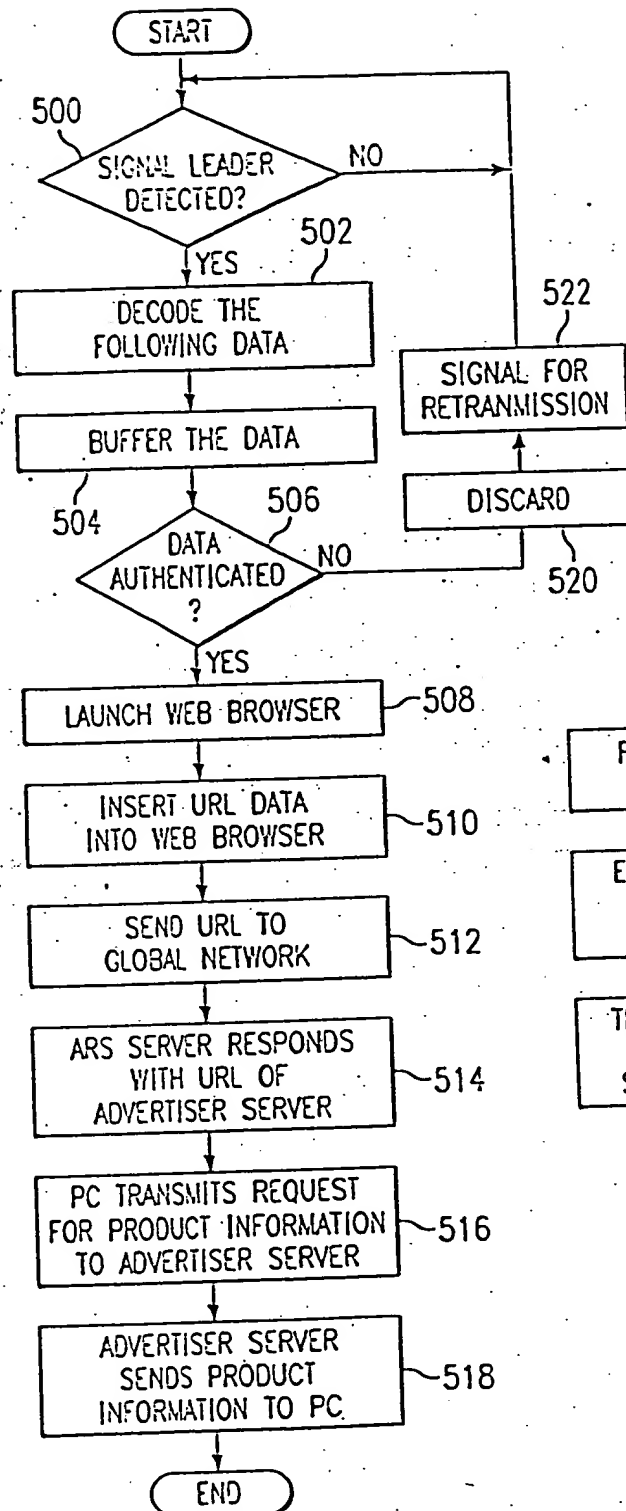 START
500
SIGNAL LEADER
DETECTED?
NO
YES
502
DECODE THE
FOLLOWING DATA
522
SIGNAL FOR
RETRANMISSION
BUFFER THE DATA
504
DISCARD
520
506
DATA
AUTHENTICATED
?
NO
YES
LAUNCH WEB BROWSER
508
INSERT URL DATA
INTO WEB BROWSER
510
SEND URL TO
GLOBAL NETWORK
512
ARS SERVER RESPONDS
WITH URL OF
ADVERTISER SERVER
514
PC TRANSMITS REQUEST
FOR PRODUCT INFORMATION
TO ADVERTISER SERVER
516
ADVERTISER SERVER
SENDS PRODUCT
INFORMATION TO PC.
518
END
F
E
S